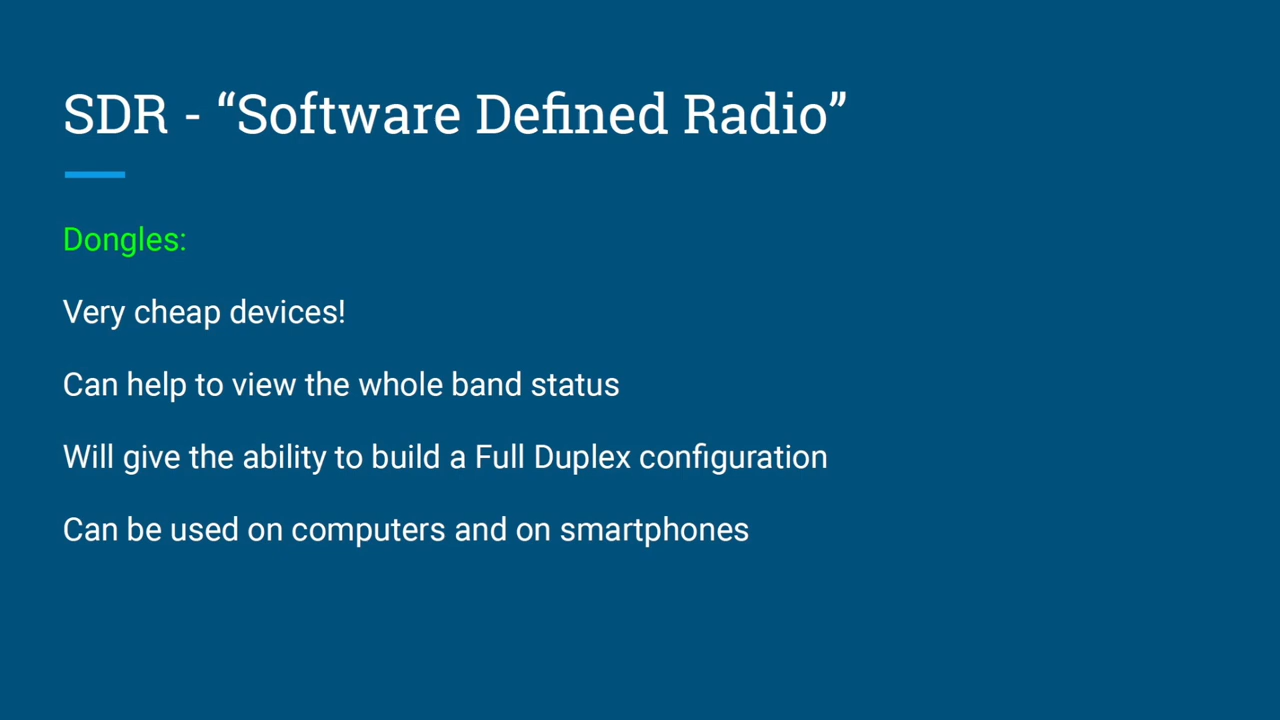 SDR - “Software Defined Radio”
Dongles:
Very cheap devices!
Can help to view the whole band status
Will give the ability to build a Full Duplex configuration
Can be used on computers and on smartphones